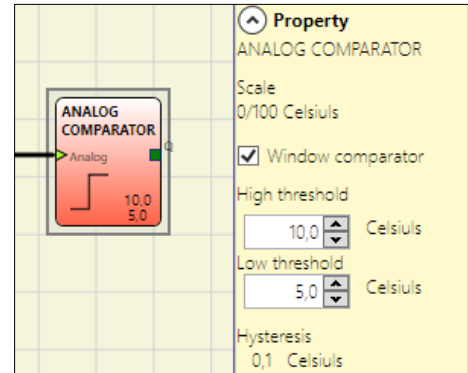 ANALOG
COMPARATOR
Analog
Q
10,0
5,0
Property
ANALOG COMPARATOR
Scale
0/100 Celsiuls
Window comparator
High threshold
10,0 Celsiuls
Low threshold
5,0 Celsiuls
Hysteresis
0,1 Celsiuls